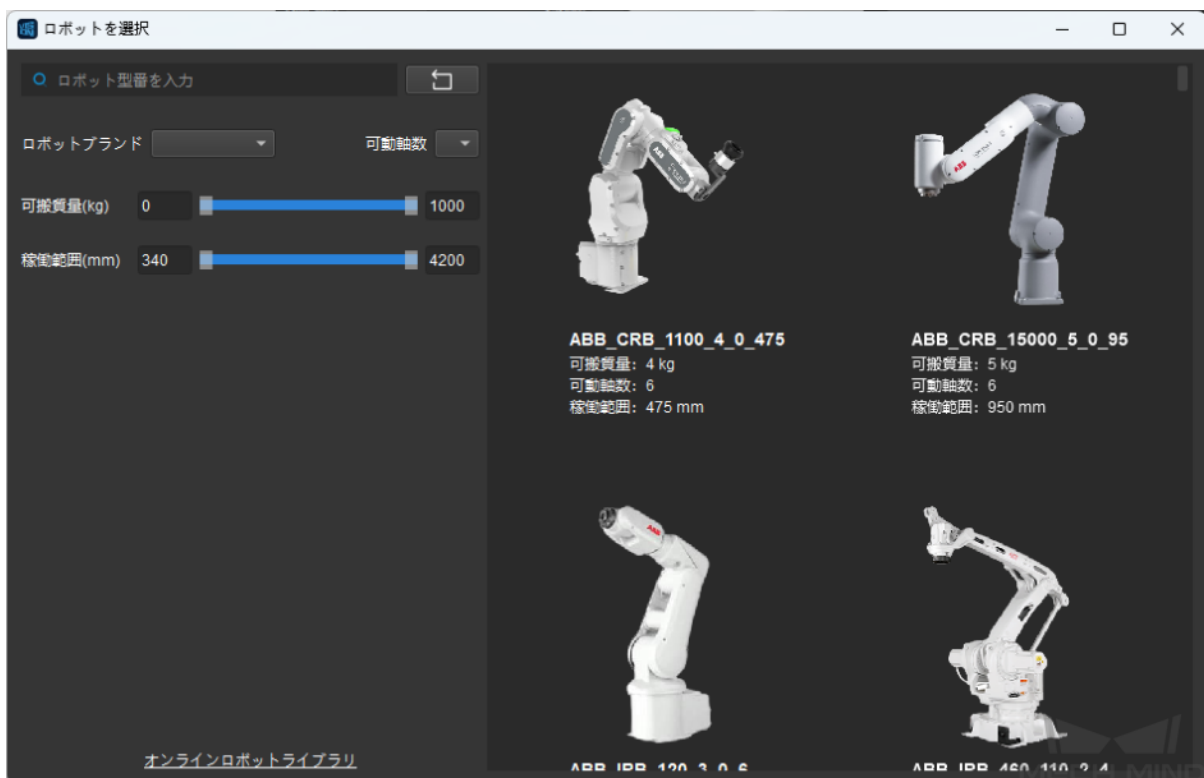 ロボットを選択
ロボット型番を入力
ロボットブランド
可動軸数
可搬質量(kg) 0 1000
稼働範囲(mm) 340 4200
オンラインロボットライブラリ
ABB_CRB_1100_4_0_475
可搬質量: 4 kg
可動軸数: 6
稼働範囲: 475 mm
ABB_CRB_15000_5_0_95
可搬質量: 5 kg
可動軸数: 6
稼働範囲: 950 mm
ABB_IRB_120_3_0_6
ABB_IRB_460_110_2_4